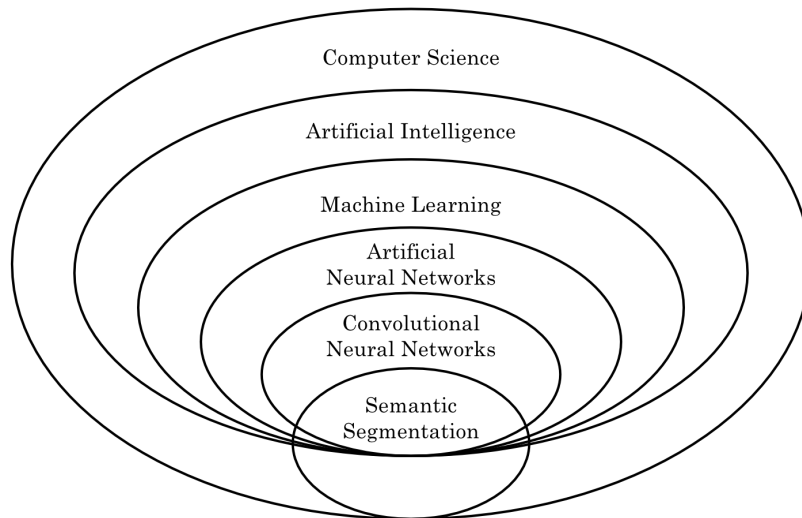 Computer Science
Artificial Intelligence
Machine Learning
Artificial
Neural Networks
Convolutional
Neural Networks
Semantic
Segmentation